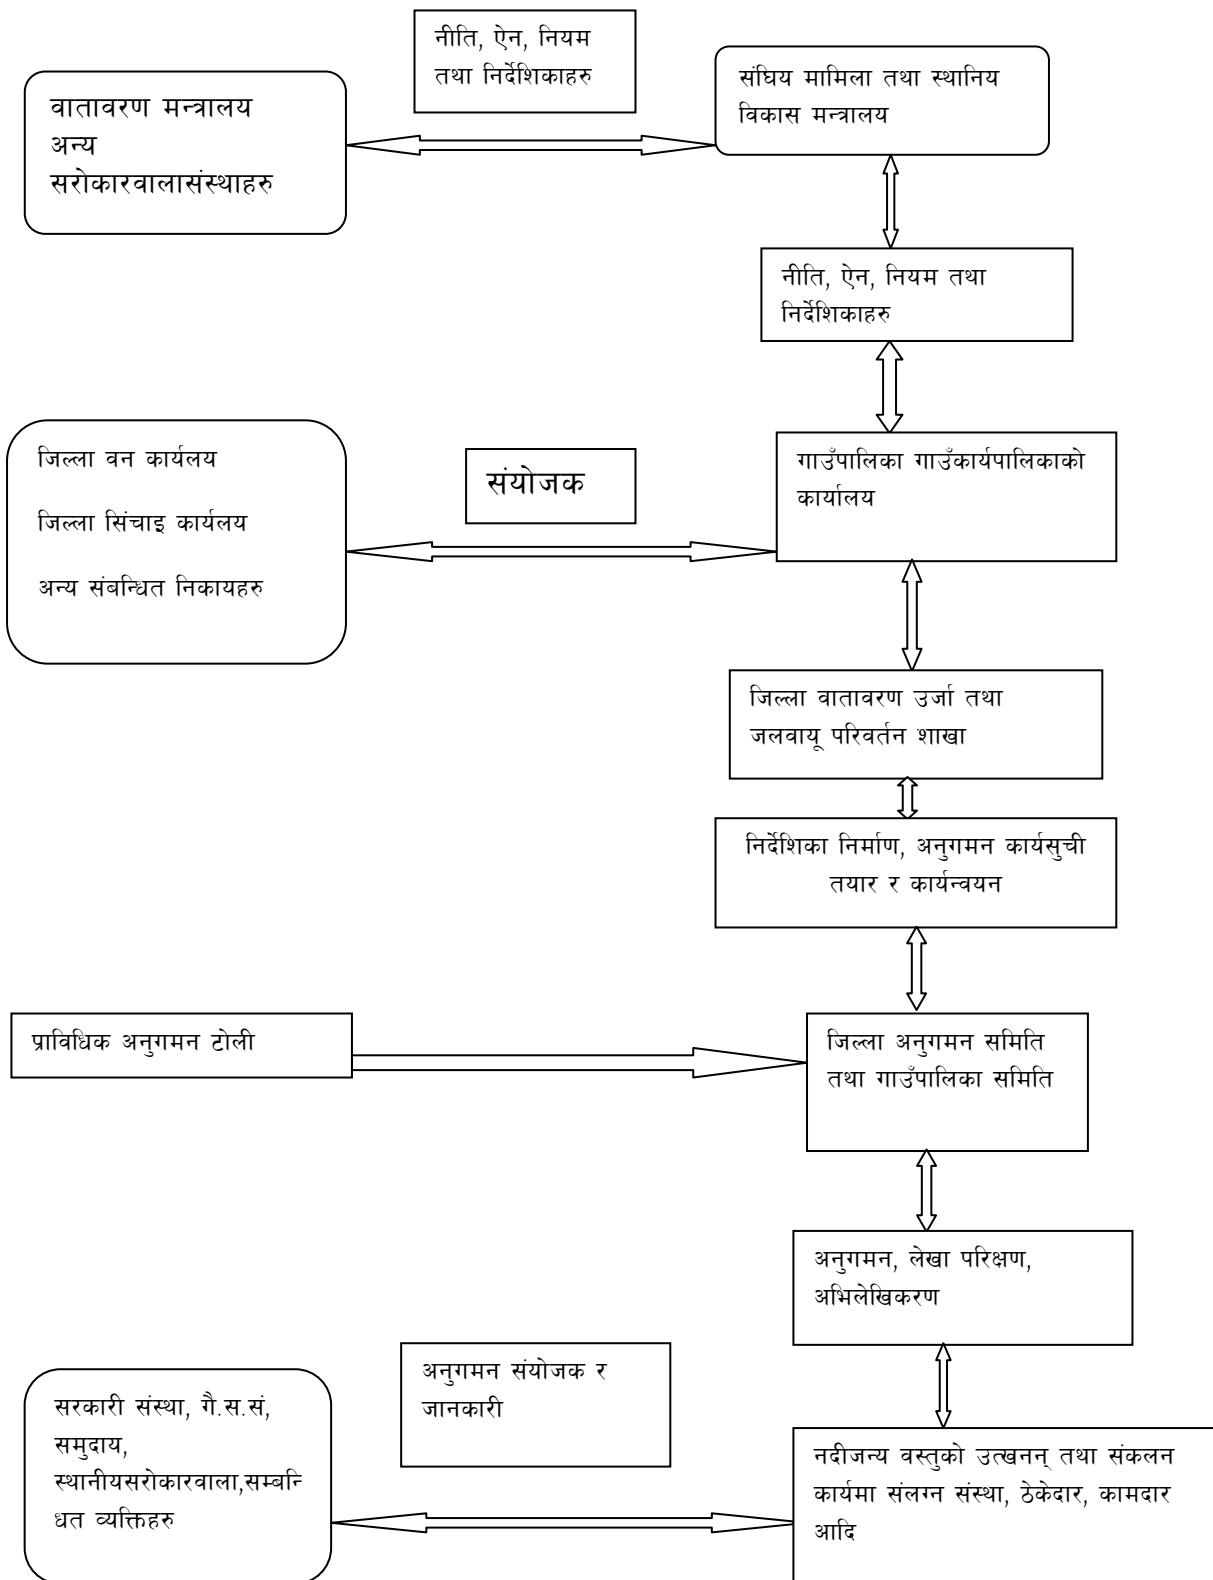 नीति, ऐन, नियम
तथा निर्देशिकाहरु
वातावरण मन्त्रालय
अन्य
सरोकारवालासंस्थाहरु
संघिय मामिला तथा स्थानिय
विकास मन्त्रालय
नीति, ऐन, नियम तथा
निर्देशिकाहरु
जिल्ला वन कार्यलय
जिल्ला सिंचाइ कार्यलय
अन्य संबन्धित निकायहरु
संयोजक
गाउँपालिका गाउँकार्यपालिकाको
कार्यालय
जिल्ला वातावरण उर्जा तथा
जलवायू परिवर्तन शाखा
निर्देशिका निर्माण, अनुगमन कार्यसुची
तयार र कार्यन्वयन
प्राविधिक अनुगमन टोली
जिल्ला अनुगमन समिति
तथा गाउँपालिका समिति
अनुगमन, लेखा परिक्षण,
अभिलेखिकरण
अनुगमन संयोजक र
जानकारी
सरकारी संस्था, गै.स.सं,
समुदाय,
स्थानीयसरोकारवाला,सम्बन्धि
धत व्यक्तिहरु
नदीजन्य वस्तुको उत्खनन् तथा संकलन
कार्यमा संलग्न संस्था, ठेकेदार, कामदार
आदि